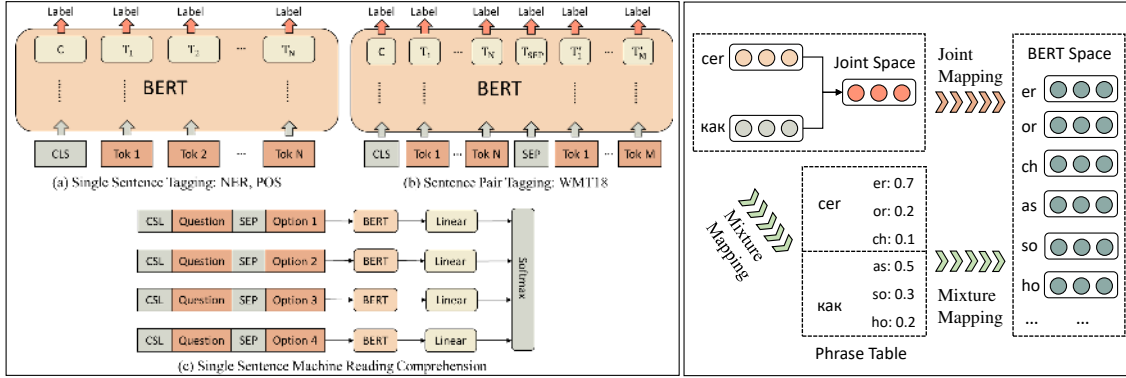 Label Label Label Label
C T1 T2 ... TN
BERT
CLS Tok 1 Tok 2 ... Tok N
(a) Single Sentence Tagging: NER, POS
Label Label Label Label Label Label
C T1 ... TN TSEP T'1 ... T'M
BERT
CLS Tok 1 ... Tok N SEP Tok 1 ... Tok M
(b) Sentence Pair Tagging: WMT18
CSL Question SEP Option 1 BERT Linear
CSL Question SEP Option 2 BERT Linear
CSL Question SEP Option 3 BERT Linear
CSL Question SEP Option 4 BERT Linear
Softmax
(c) Single Sentence Machine Reading Comprehension
cer
как
Joint Space
Joint
Mapping
BERT Space
er
or
ch
as
so
ho
... ...
Mixture
Mapping
cer
er: 0.7
or: 0.2
ch: 0.1
как
as: 0.5
so: 0.3
ho: 0.2
Phrase Table
Mixture
Mapping